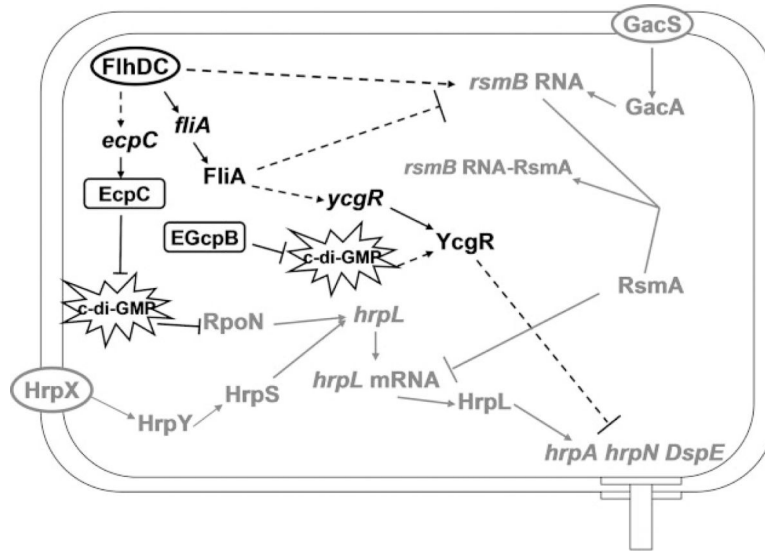 GacS
FlhDC
rsmB RNA
GacA
fliA
ecpC
FliA
rsmB RNA-RsmA
EcpC
ycgR
EGcpB
c-di-GMP
YcgR
RsmA
c-di-GMP
RpoN
hrpL
hrpL mRNA
HrpX
HrpS
HrpL
HrpY
hrpA hrpN DspE